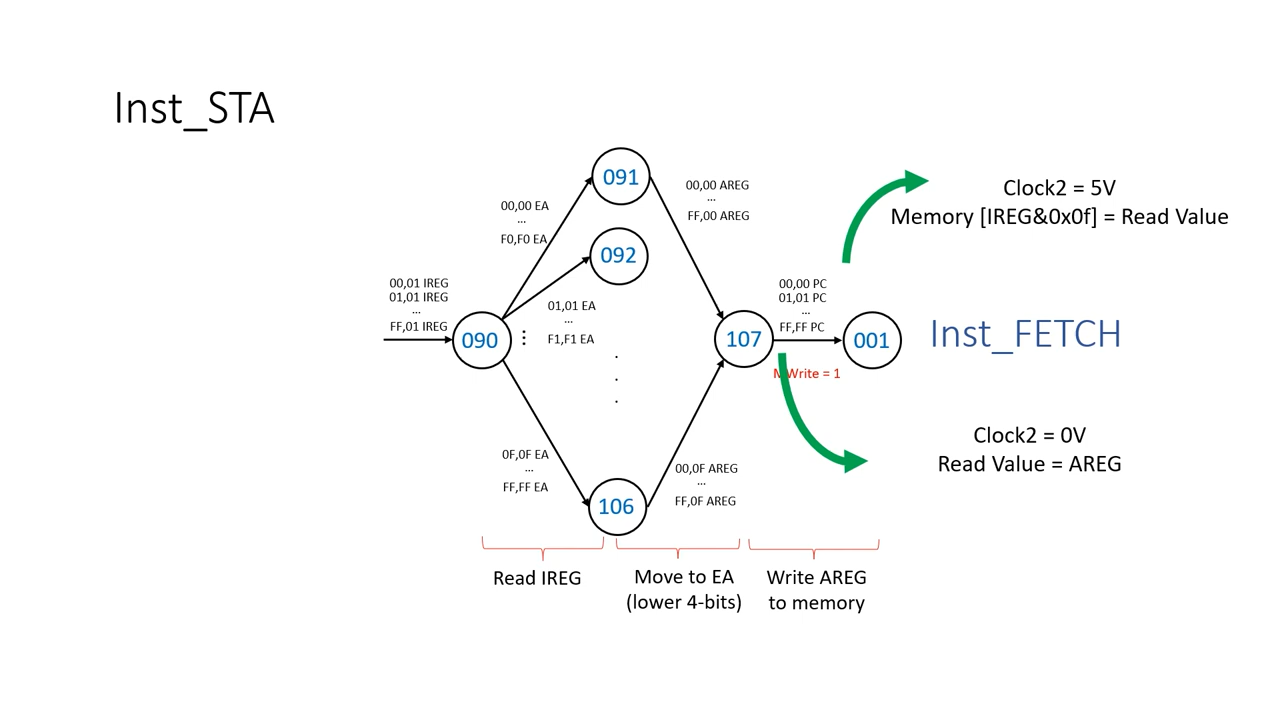 Inst_STA
091
00,00 AREG
...
FF,00 AREG
Clock2 = 5V
Memory [IREG&0x0f] = Read Value
00,00 EA
...
F0,F0 EA
092
00,01 IREG
01,01 IREG
...
FF,01 IREG
090
01,01 EA
...
F1,F1 EA
107
00,00 PC
01,01 PC
...
FF,FF PC
001
Inst_FETCH
Write = 1
Clock2 = 0V
Read Value = AREG
0F,0F EA
...
FF,FF EA
106
00,0F AREG
...
FF,0F AREG
Read IREG
Move to EA
(lower 4-bits)
Write AREG
to memory